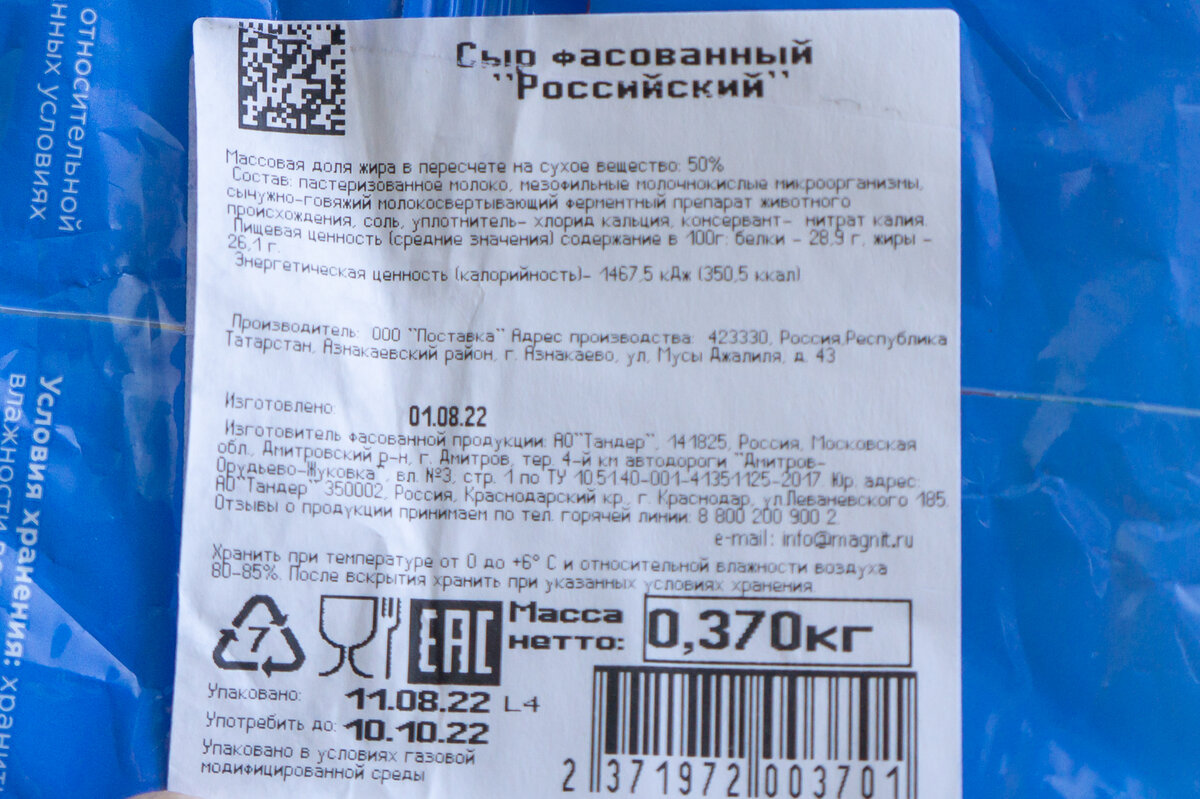 относительной
нных условиях
Условия хранения: хранит
влажности в
Сыр фасованный
"Российский"
Массовая доля жира в пересчете на сухое вещество: 50%
Состав: пастеризованное молоко, мезофильные молочнокислые микроорганизмы,
сычужно-говяжий молокосвертывающий ферментный препарат животного
происхождения, соль, уплотнитель- хлорид кальция, консервант- нитрат калия.
Пищевая ценность (средние значения) содержание в 100г: белки - 28,9 г, жиры -
26,1 г.
Энергетическая ценность (калорийность)- 1467,5 кДж (350,5 ккал)
Производитель: ООО "Поставка" Адрес производства: 423330, Россия,Республика
Татарстан, Азнакаевский район, г. Азнакаево, ул, Мусы Джалиля, д. 43
Изготовлено: 01.08.22
Изготовитель фасованной продукции: АО"Тандер", 141825, Россия, Московская
обл., Дмитровский р-н, г. Дмитров, тер. 4-й км автодороги "Дмитров-
Орудьево-Жуковка", вл. №3, стр. 1 по ТУ 10.51.40-001-41351125-2017. Юр. адрес:
АО"Тандер" 350002, Россия, Краснодарский кр., г. Краснодар, ул.Леваневского 185.
Отзывы о продукции принимаем по тел. горячей линии: 8 800 200 900 2.
e-mail: info@magnit.ru
Хранить при температуре от 0 до +6° С и относительной влажности воздуха
80-85%. После вскрытия хранить при указанных условиях хранения.
7
EAC
Масса
нетто: 0,370кг
Упаковано: 11.08.22 L4
Употребить до: 10.10.22
Упаковано в условиях газовой
модифицированной среды
2 371972 003701